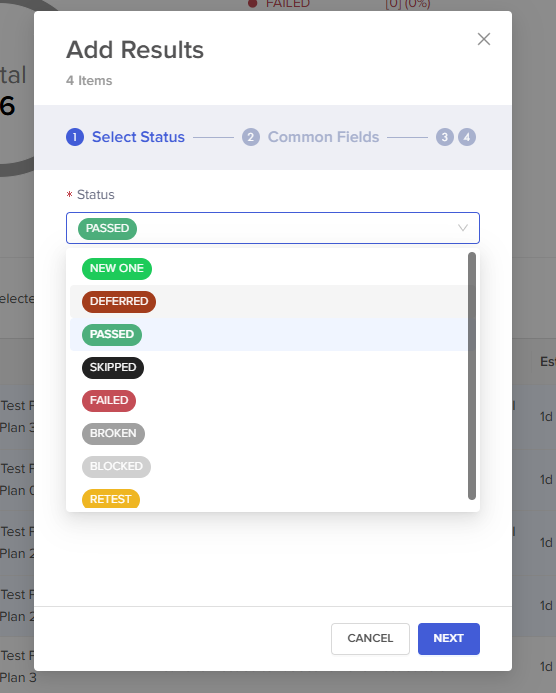 FAILED [0] (0%)
Add Results
4 Items
tal
6
1 Select Status 2 Common Fields 3 4
* Status
PASSED
NEW ONE
electe
DEFERRED
PASSED
SKIPPED
Es
FAILED
Test
Plan 3
1d
BROKEN
BLOCKED
Test
Plan
1d
RETEST
Test
Plan 2
1d
Test
Plan 2
1d
CANCEL NEXT
Test
Plan 3
1d